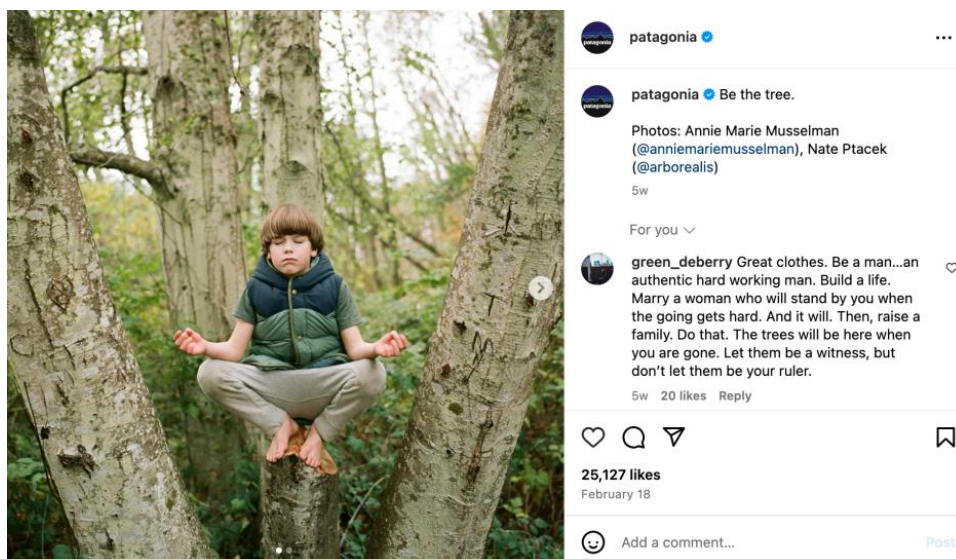 patagonia
patagonia
patagonia
patagonia Be the tree.
Photos: Annie Marie Musselman
(@anniemariemusselman), Nate Ptacek
(@arborealis)
5w
For you
green_deberry Great clothes. Be a man...an
authentic hard working man. Build a life.
Marry a woman who will stand by you when
the going gets hard. And it will. Then, raise a
family. Do that. The trees will be here when
you are gone. Let them be a witness, but
don't let them be your ruler.
5w 20 likes Reply
25,127 likes
February 18
Add a comment...
Post